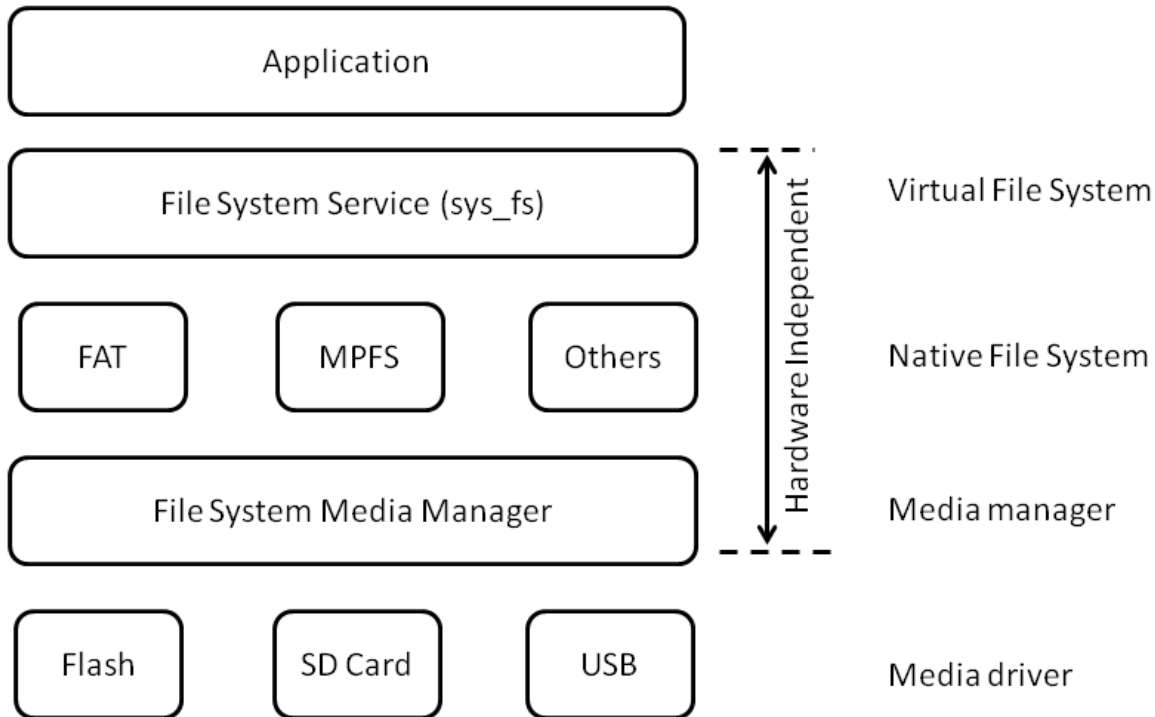 Application
File System Service (sys_fs)
Virtual File System
Hardware Independent
FAT
MPFS
Others
Native File System
File System Media Manager
Media manager
Flash
SD Card
USB
Media driver